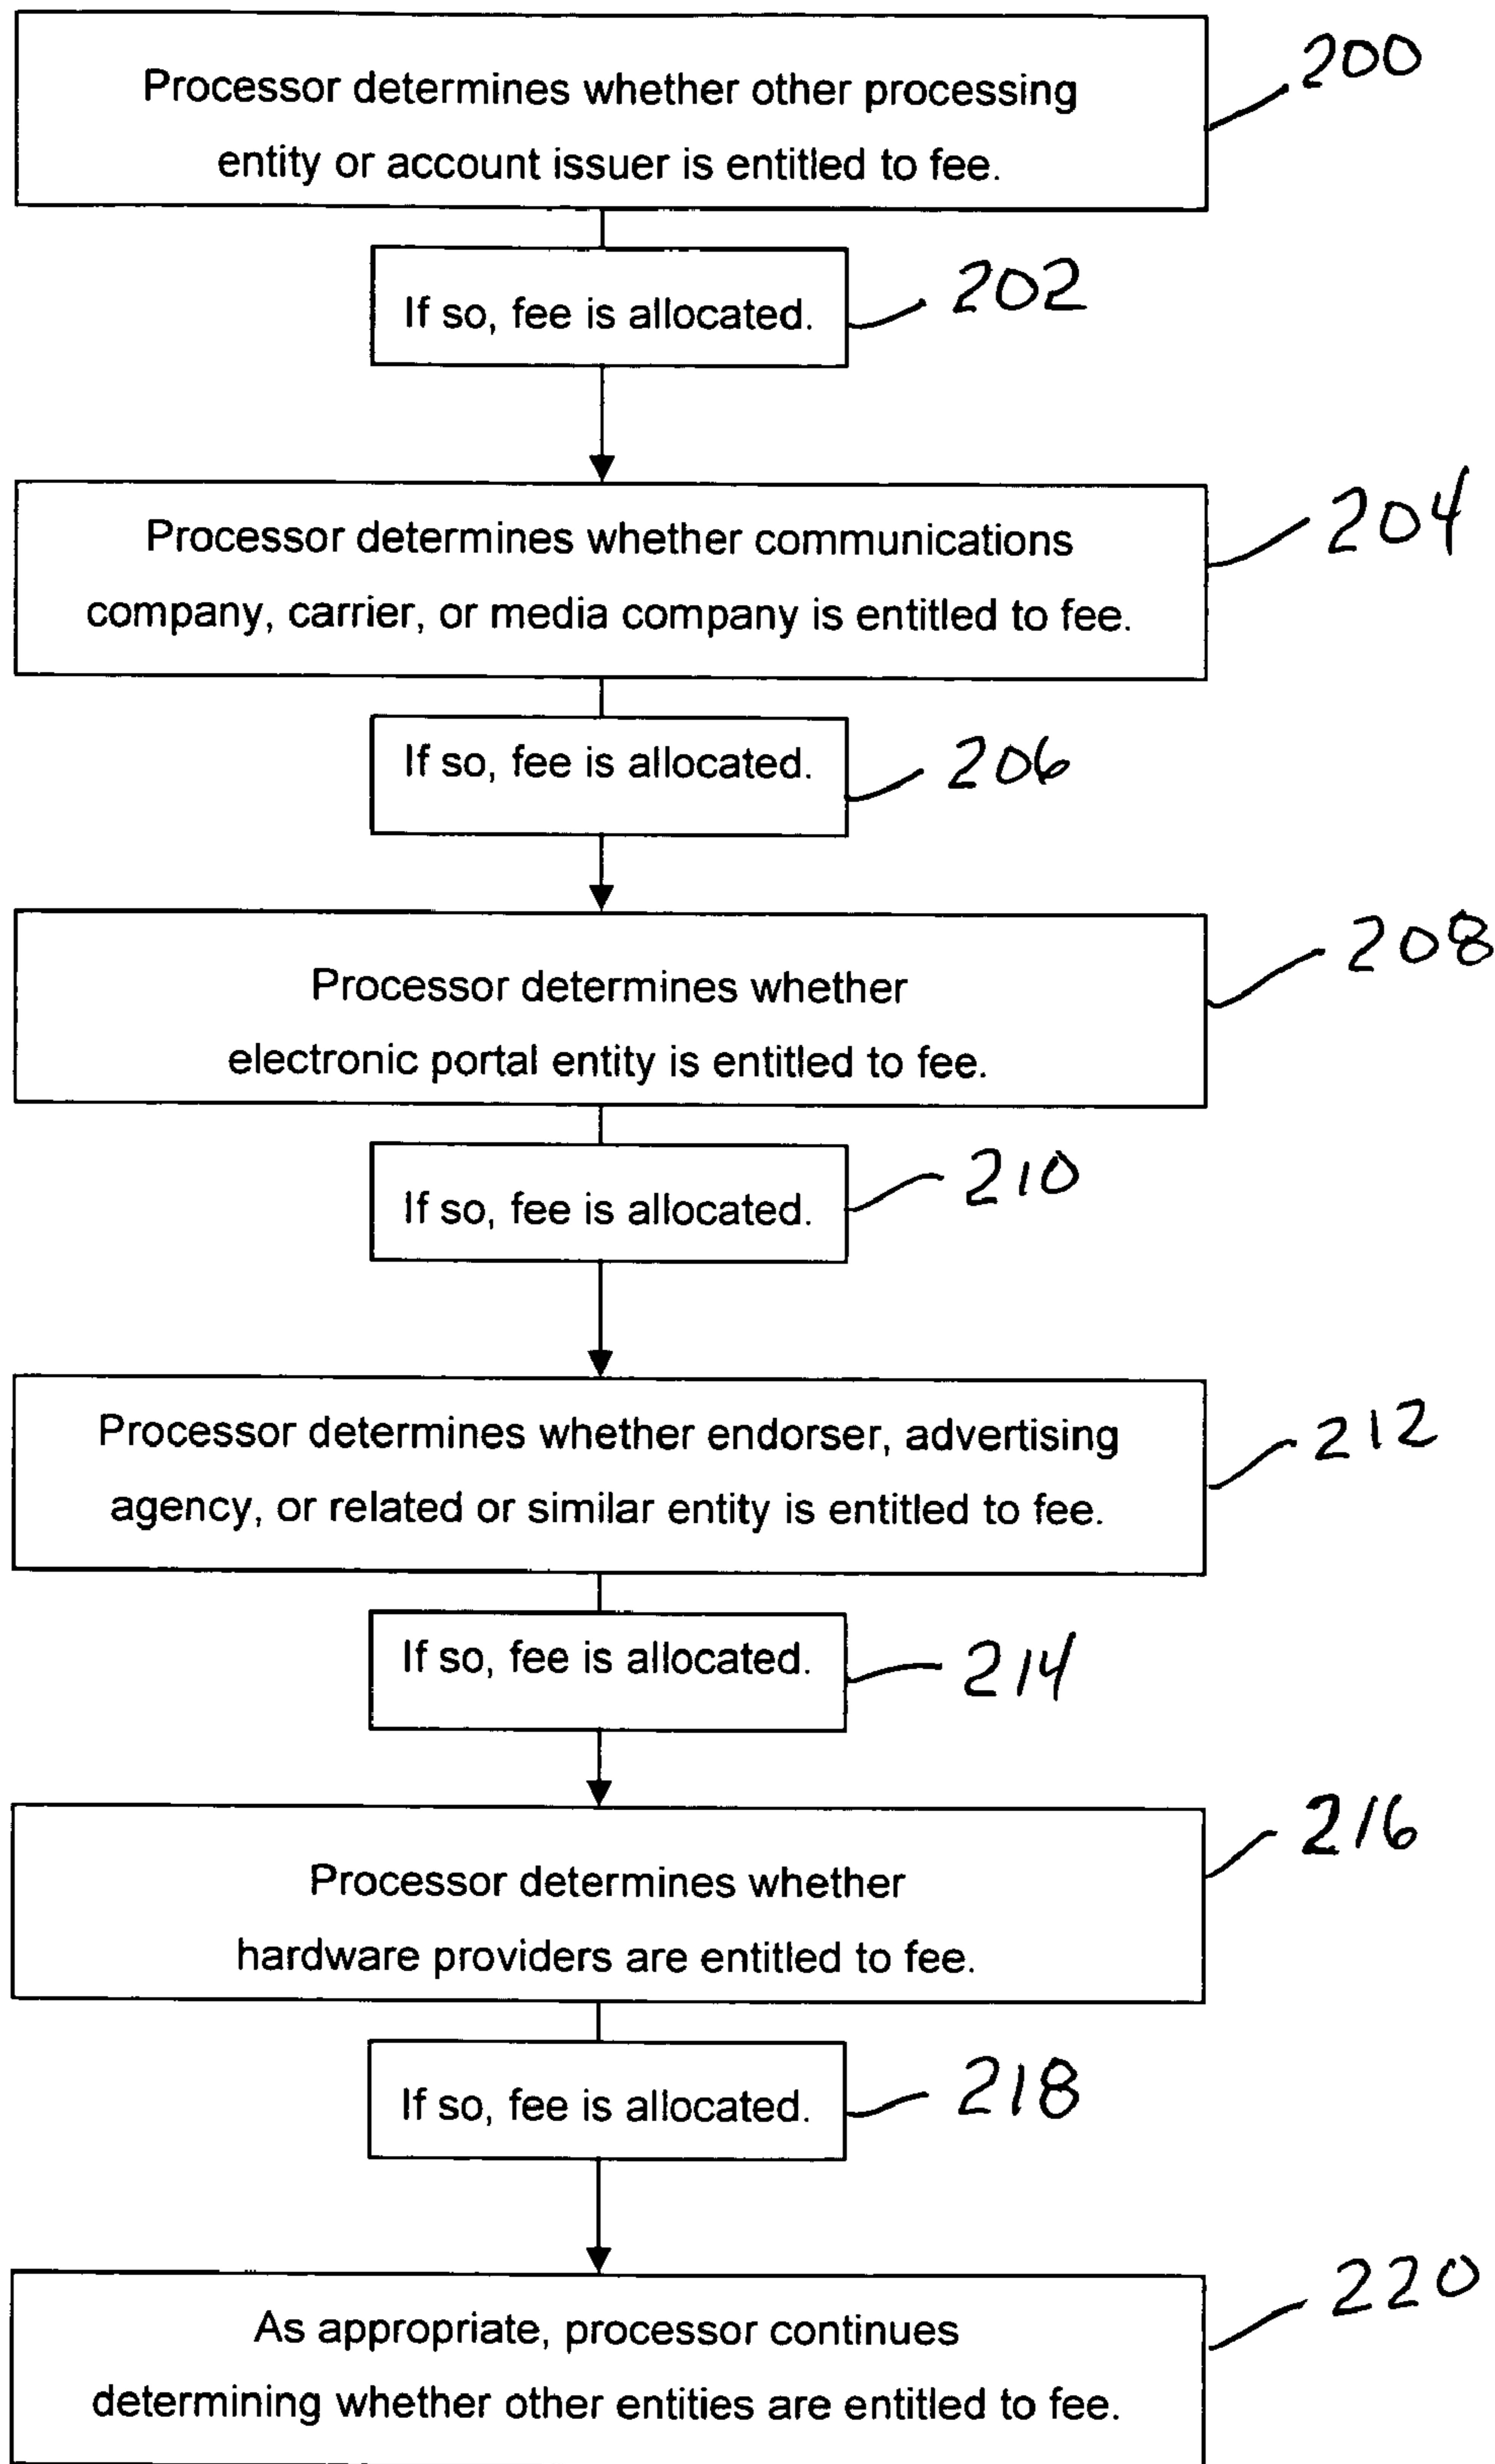 Processor determines whether other processing
entity or account issuer is entitled to fee.
200
If so, fee is allocated.
202
Processor determines whether communications
company, carrier, or media company is entitled to fee.
204
If so, fee is allocated.
206
Processor determines whether
electronic portal entity is entitled to fee.
208
If so, fee is allocated.
210
Processor determines whether endorser, advertising
agency, or related or similar entity is entitled to fee.
212
If so, fee is allocated.
214
Processor determines whether
hardware providers are entitled to fee.
216
If so, fee is allocated.
218
As appropriate, processor continues
determining whether other entities are entitled to fee.
220